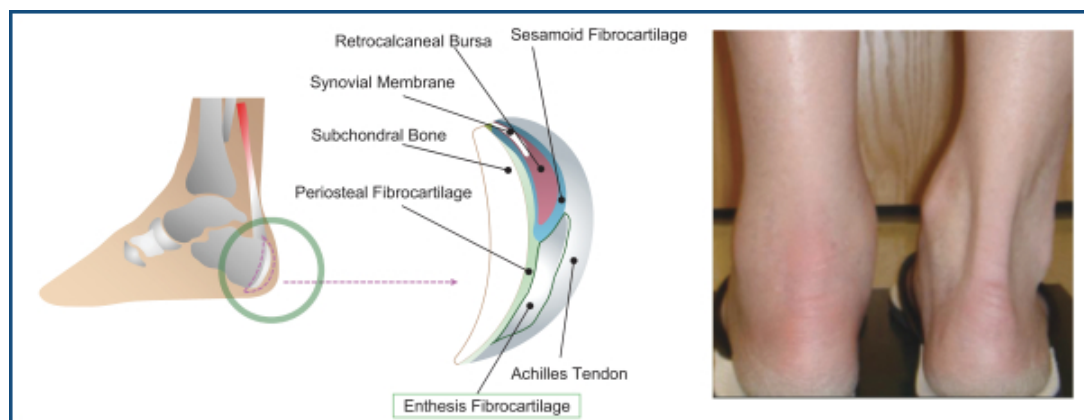 Retrocalcaneal Bursa
Sesamoid Fibrocartilage
Synovial Membrane
Subchondral Bone
Periosteal Fibrocartilage
Achilles Tendon
Enthesis Fibrocartilage